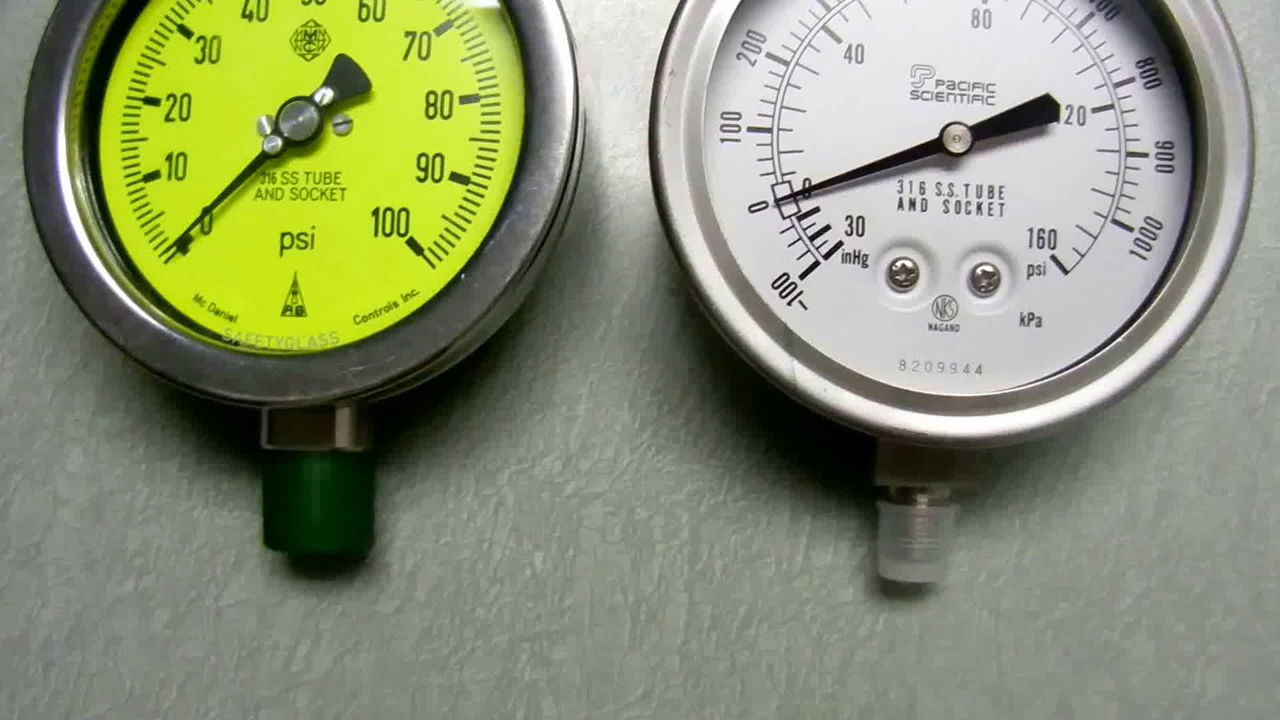 40
60
30
70
20
80
10
90
0
100
316 SS TUBE
AND SOCKET
psi
Mc Daniel
Controls Inc.
SAFETYGLASS
80
200
40
800
PACIFIC
SCIENTIFIC
100
20
900
0
0
316 S.S. TUBE
AND SOCKET
30
inHg
160
psi
1000
-100
NKS
NAGANO
kPa
8209944